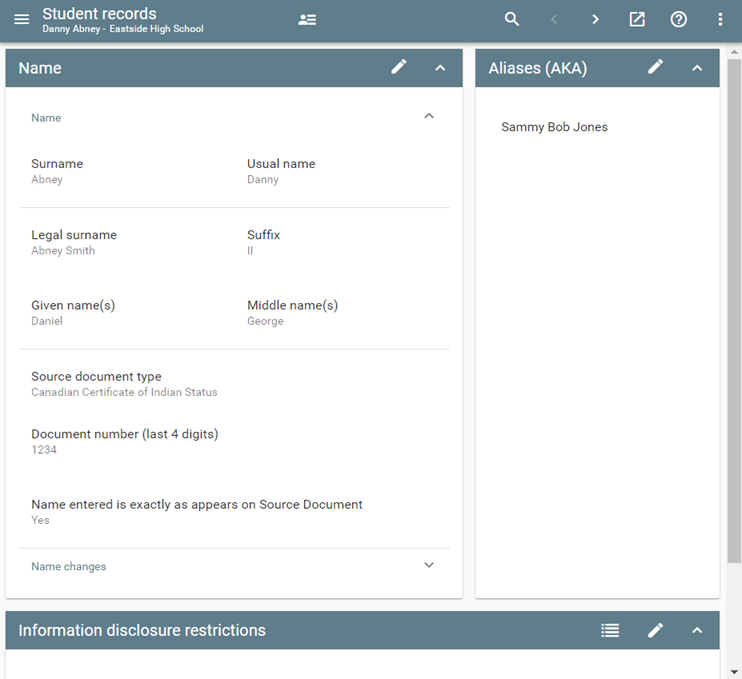 Student records
Danny Abney - Eastside High School
Name
Aliases (AKA)
Name
Sammy Bob Jones
Surname
Usual name
Abney
Danny
Legal surname
Suffix
Abney Smith
II
Given name(s)
Middle name(s)
Daniel
George
Source document type
Canadian Certificate of Indian Status
Document number (last 4 digits)
1234
Name entered is exactly as appears on Source Document
Yes
Name changes
Information disclosure restrictions